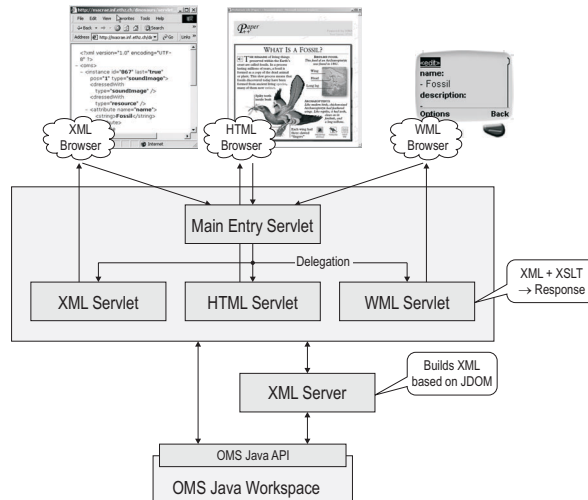 File Edit View Favorites Tools Help
Back
Search
Address
<?xml version="1.0" encoding="UTF-
8" ?>
- <oms>
- <instance id="867" last="true"
pos="1" type="soundImage">
<dressedWith
type="soundImage" />
<dressedWith
type="resource" />
- <attribute name="name">
<string>Fossil</string>
Internet
Paper
WHAT IS A FOSSIL?
<edit>
name:
- Fossil
description:
-
Options Back
XML
Browser
HTML
Browser
WML
Browser
Main Entry Servlet
Delegation
XML Servlet
HTML Servlet
WML Servlet
XML + XSLT
→ Response
XML Server
Builds XML
based on JDOM
OMS Java API
OMS Java Workspace